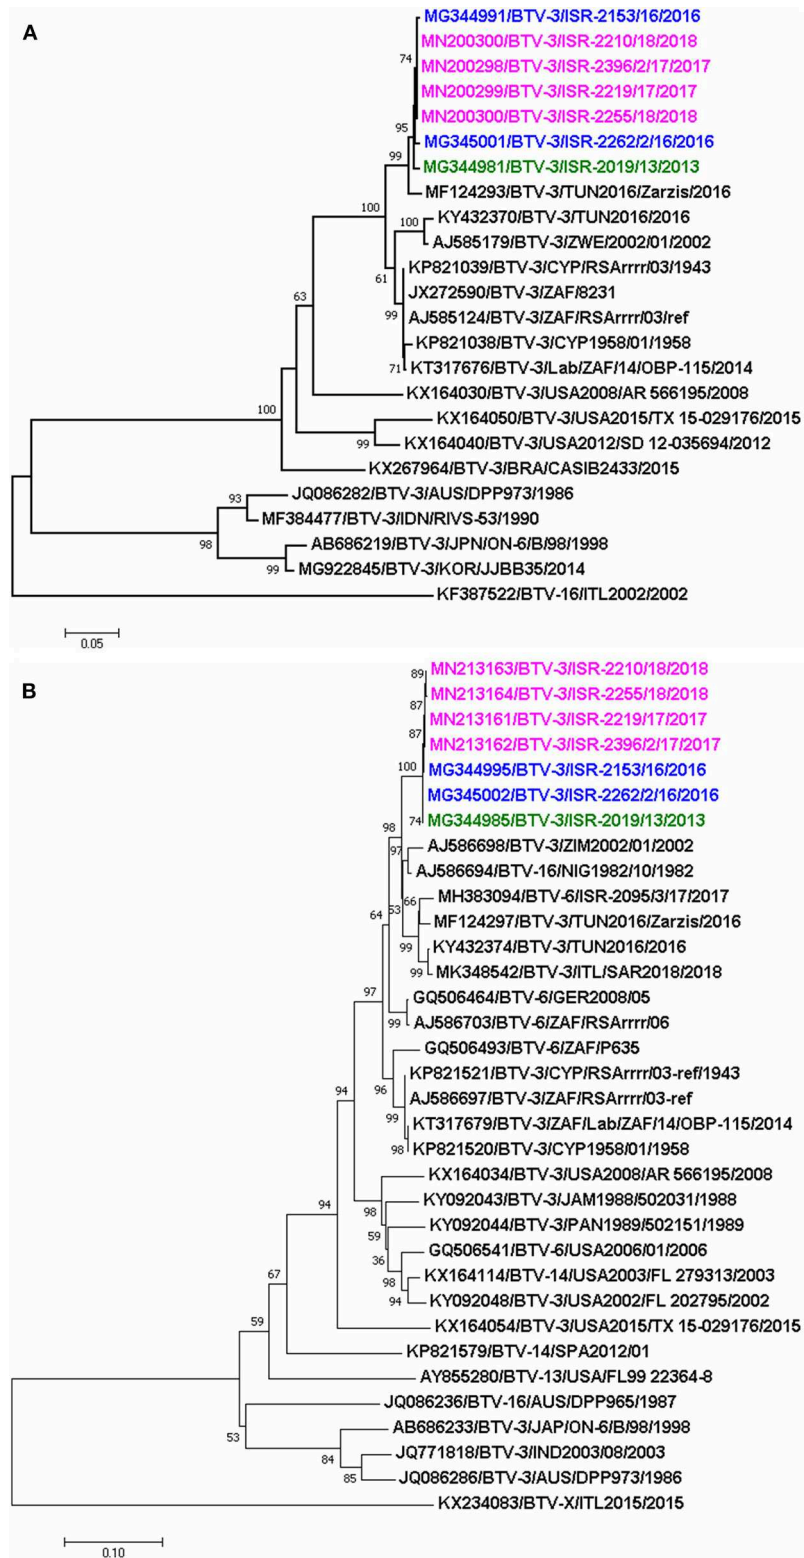 A
MG344991/BTV-3/ISR-2153/16/2016
MN200300/BTV-3/ISR-2210/18/2018
74
MN200298/BTV-3/ISR-2396/2/17/2017
MN200299/BTV-3/ISR-2219/17/2017
MN200300/BTV-3/ISR-2255/18/2018
95
MG345001/BTV-3/ISR-2262/2/16/2016
99
MG344981/BTV-3/ISR-2019/13/2013
MF124293/BTV-3/TUN2016/Zarzis/2016
100
KY432370/BTV-3/TUN2016/2016
100
AJ585179/BTV-3/ZWE/2002/01/2002
KP821039/BTV-3/CYP/RSArrrr/03/1943
61
JX272590/BTV-3/ZAF/8231
63
AJ585124/BTV-3/ZAF/RSArrrr/03/ref
99
KP821038/BTV-3/CYP1958/01/1958
KT317676/BTV-3/Lab/ZAF/14/OBP-115/2014
71
KX164030/BTV-3/USA2008/AR 566195/2008
100
KX164050/BTV-3/USA2015/TX 15-029176/2015
99
KX164040/BTV-3/USA2012/SD 12-035694/2012
KX267964/BTV-3/BRA/CASIB2433/2015
JQ086282/BTV-3/AUS/DPP973/1986
93
MF384477/BTV-3/IDN/RIVS-53/1990
98
AB686219/BTV-3/JPN/ON-6/B/98/1998
99
MG922845/BTV-3/KOR/JJBB35/2014
KF387522/BTV-16/ITL2002/2002
0.05
B
89
MN213163/BTV-3/ISR-2210/18/2018
MN213164/BTV-3/ISR-2255/18/2018
87
MN213161/BTV-3/ISR-2219/17/2017
87
MN213162/BTV-3/ISR-2396/2/17/2017
100
MG344995/BTV-3/ISR-2153/16/2016
MG345002/BTV-3/ISR-2262/2/16/2016
74
MG344985/BTV-3/ISR-2019/13/2013
98
AJ586698/BTV-3/ZIM2002/01/2002
97
AJ586694/BTV-16/NIG1982/10/1982
MH383094/BTV-6/ISR-2095/3/17/2017
66
53
64
MF124297/BTV-3/TUN2016/Zarzis/2016
99
KY432374/BTV-3/TUN2016/2016
99
MK348542/BTV-3/ITL/SAR2018/2018
97
GQ506464/BTV-6/GER2008/05
99
AJ586703/BTV-6/ZAF/RSArrrr/06
GQ506493/BTV-6/ZAF/P635
KP821521/BTV-3/CYP/RSArrrr/03-ref/1943
96
94
AJ586697/BTV-3/ZAF/RSArrrr/03-ref
99
KT317679/BTV-3/ZAF/Lab/ZAF/14/OBP-115/2014
98
KP821520/BTV-3/CYP1958/01/1958
KX164034/BTV-3/USA2008/AR 566195/2008
94
KY092043/BTV-3/JAM1988/502031/1988
98
KY092044/BTV-3/PAN1989/502151/1989
59
GQ506541/BTV-6/USA2006/01/2006
36
67
KX164114/BTV-14/USA2003/FL 279313/2003
98
94
KY092048/BTV-3/USA2002/FL 202795/2002
59
KX164054/BTV-3/USA2015/TX 15-029176/2015
KP821579/BTV-14/SPA2012/01
AY855280/BTV-13/USA/FL99 22364-8
JQ086236/BTV-16/AUS/DPP965/1987
53
AB686233/BTV-3/JAP/ON-6/B/98/1998
84
JQ771818/BTV-3/IND2003/08/2003
85
JQ086286/BTV-3/AUS/DPP973/1986
KX234083/BTV-X/ITL2015/2015
0.10